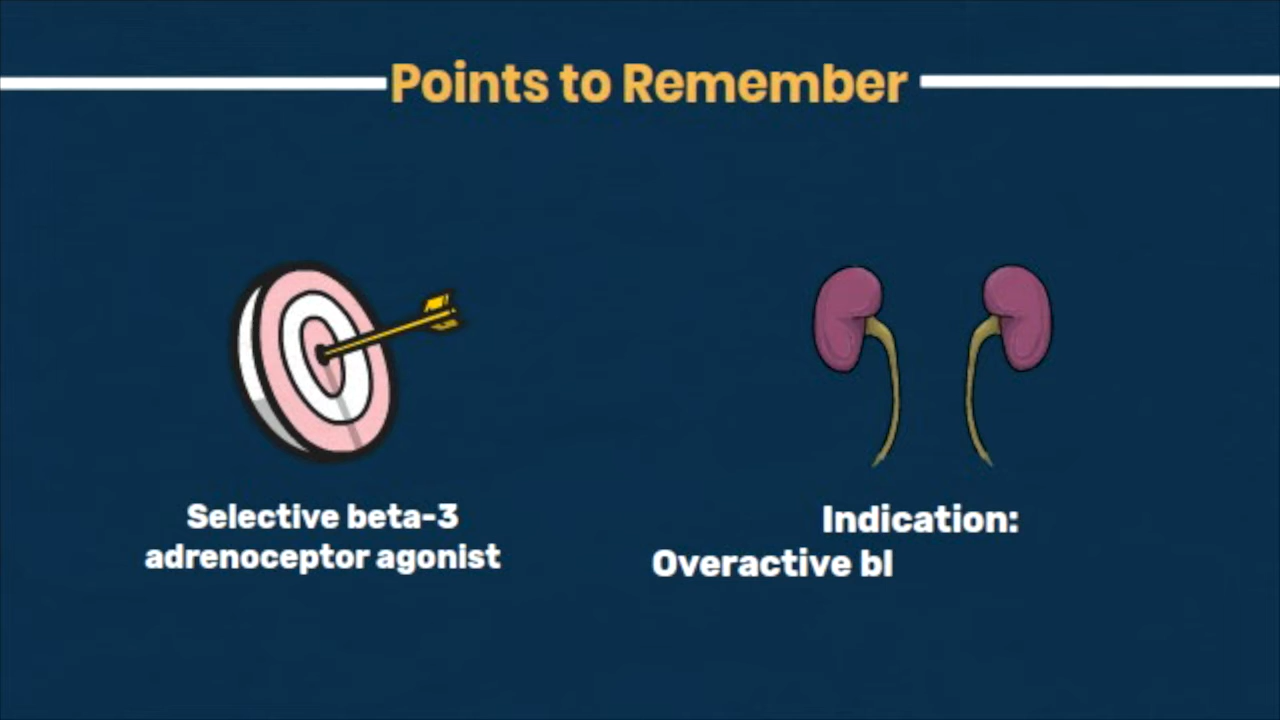 Points to Remember
Selective beta-3
adrenoceptor agonist
Indication:
Overactive bl